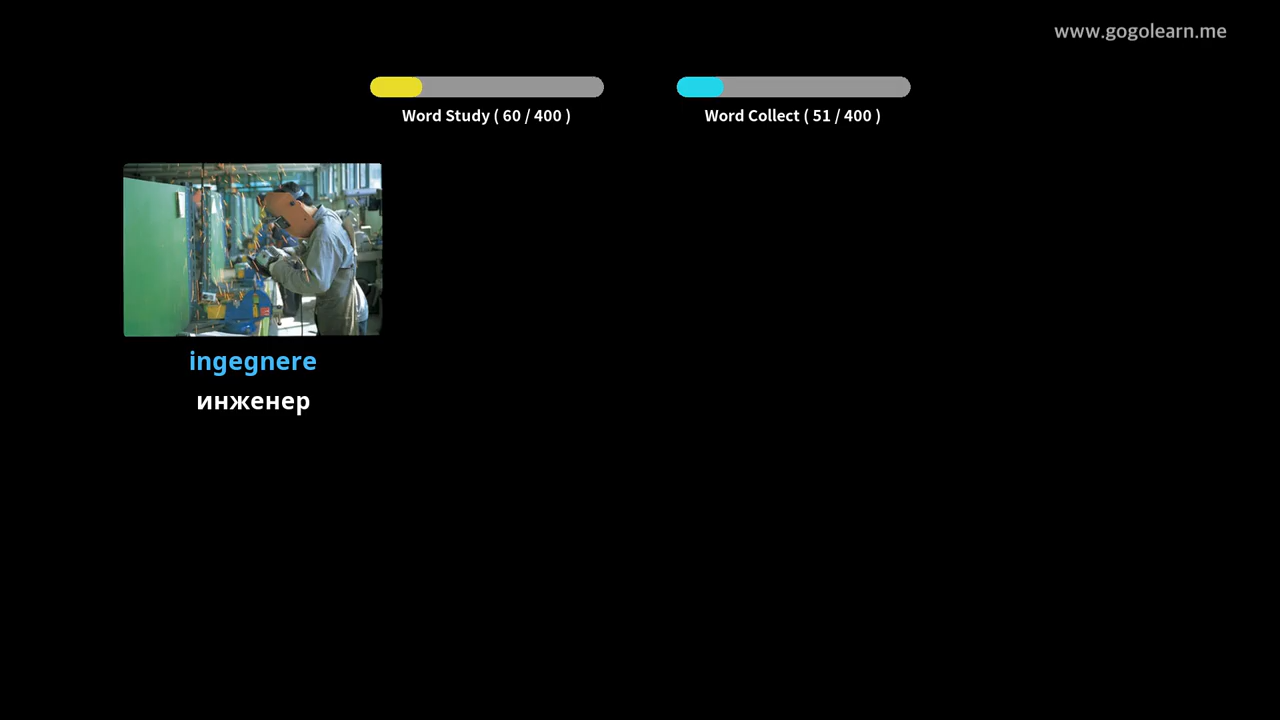 www.gogolearn.me
Word Study ( 60 / 400 )
Word Collect ( 51 / 400 )
ingegnere
инженер